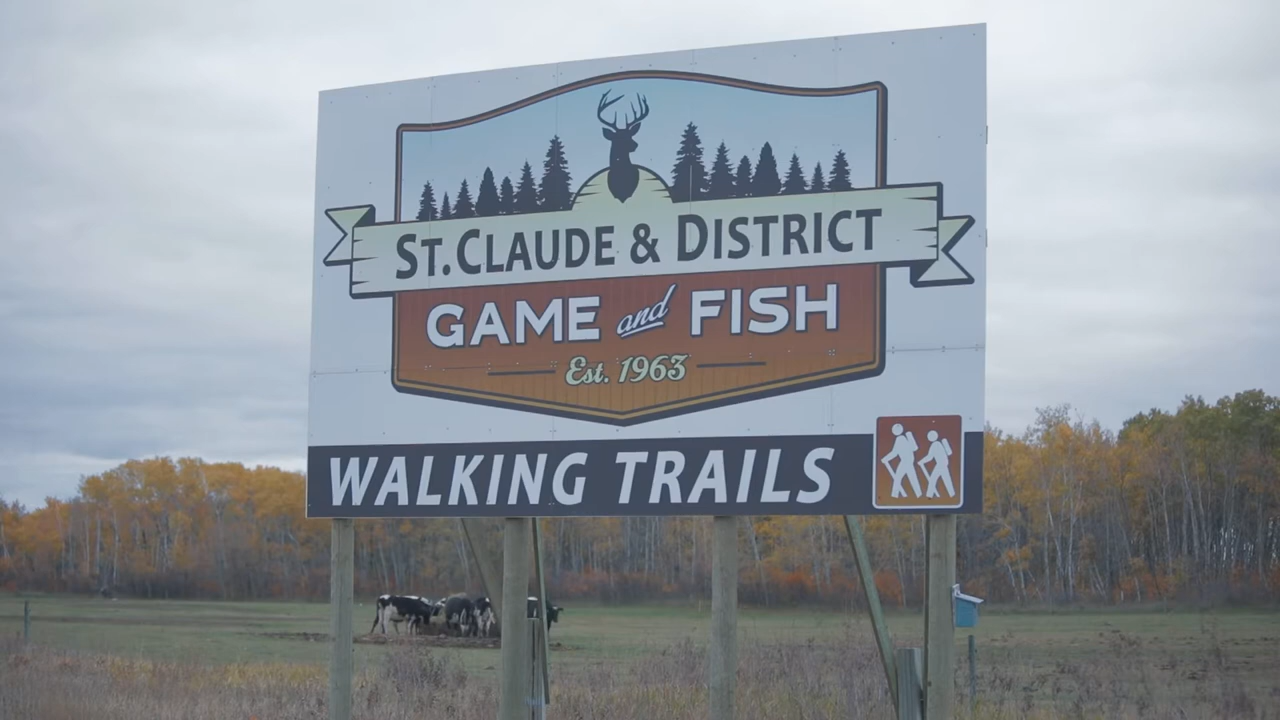 ST. CLAUDE & DISTRICT
GAME and FISH
Est. 1963
WALKING TRAILS